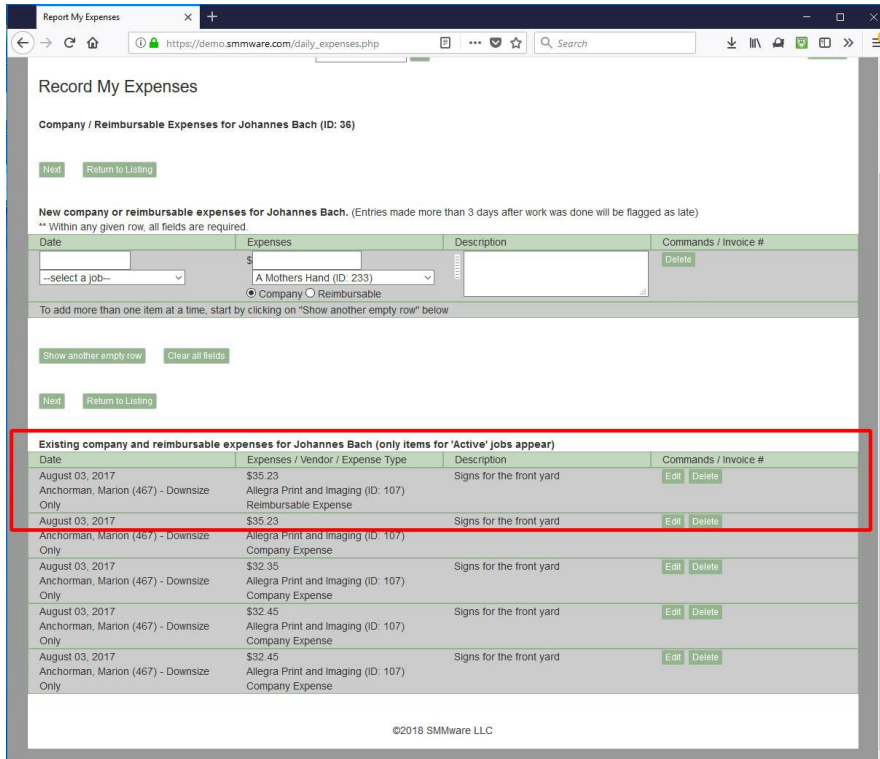 Report My Expenses
https://demo.smmware.com/daily_expenses.php
Search
Record My Expenses
Company / Reimbursable Expenses for Johannes Bach (ID: 36)
Next Return to Listing
New company or reimbursable expenses for Johannes Bach. (Entries made more than 3 days after work was done will be flagged as late)
** Within any given row, all fields are required.
Date Expenses Description Commands / Invoice #
$ Delete
--select a job-- A Mothers Hand (ID: 233)
Company Reimbursable
To add more than one item at a time, start by clicking on "Show another empty row" below
Show another empty row Clear all fields
Next Return to Listing
Existing company and reimbursable expenses for Johannes Bach (only items for 'Active' jobs appear)
Date Expenses / Vendor / Expense Type Description Commands / Invoice #
August 03, 2017 $35.23 Signs for the front yard Edit Delete
Anchorman, Marion (467) - Downsize Allegra Print and Imaging (ID: 107)
Only Reimbursable Expense
August 03, 2017 $35.23 Signs for the front yard Edit Delete
Anchorman, Marion (467) - Downsize Allegra Print and Imaging (ID: 107)
Only Company Expense
August 03, 2017 $32.35 Signs for the front yard Edit Delete
Anchorman, Marion (467) - Downsize Allegra Print and Imaging (ID: 107)
Only Company Expense
August 03, 2017 $32.45 Signs for the front yard Edit Delete
Anchorman, Marion (467) - Downsize Allegra Print and Imaging (ID: 107)
Only Company Expense
August 03, 2017 $32.45 Signs for the front yard Edit Delete
Anchorman, Marion (467) - Downsize Allegra Print and Imaging (ID: 107)
Only Company Expense
©2018 SMMware LLC